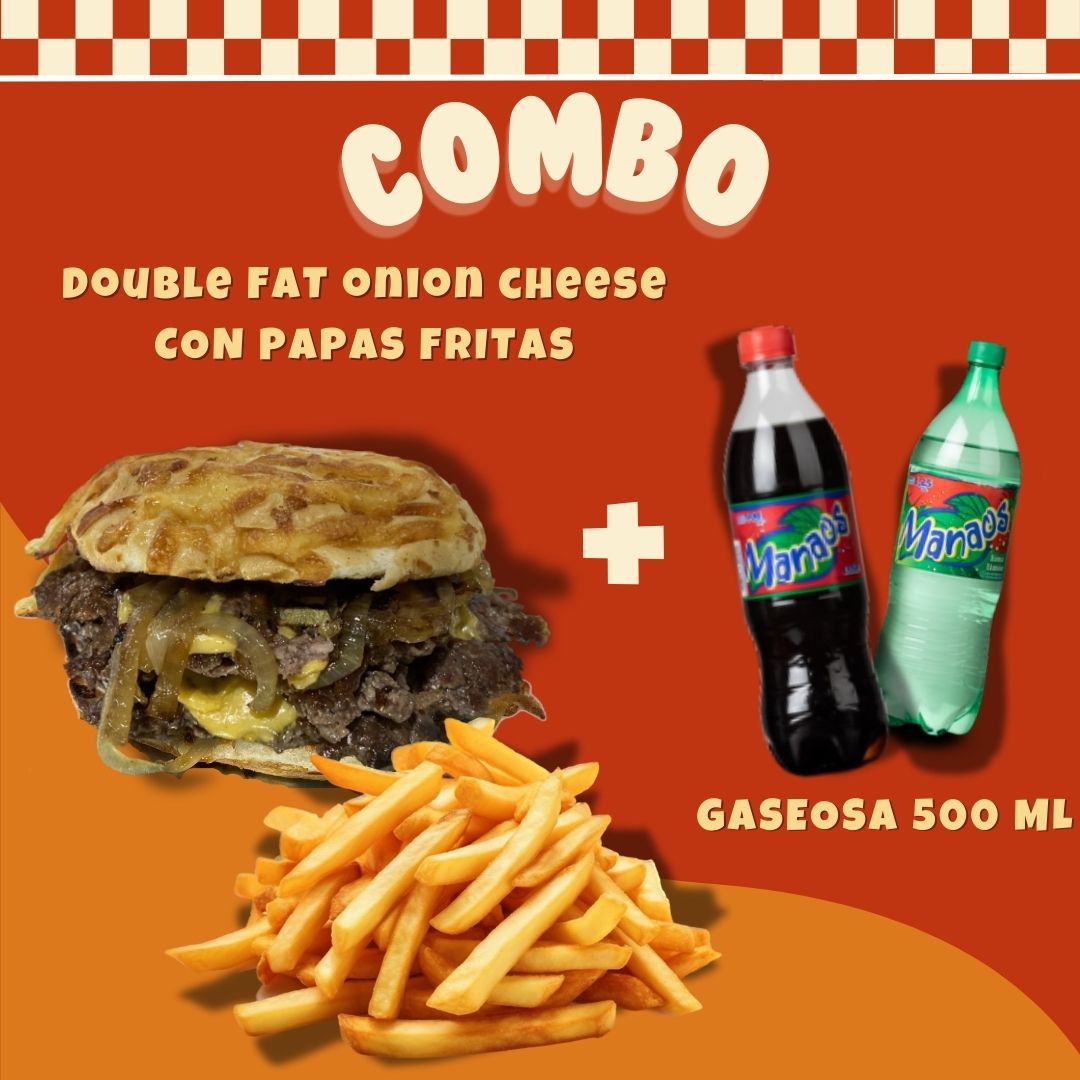 COMBO
DOUBLE FAT ONION CHEESE
CON PAPAS FRITAS
Manaos
Manaos
GASEOSA 500 ML